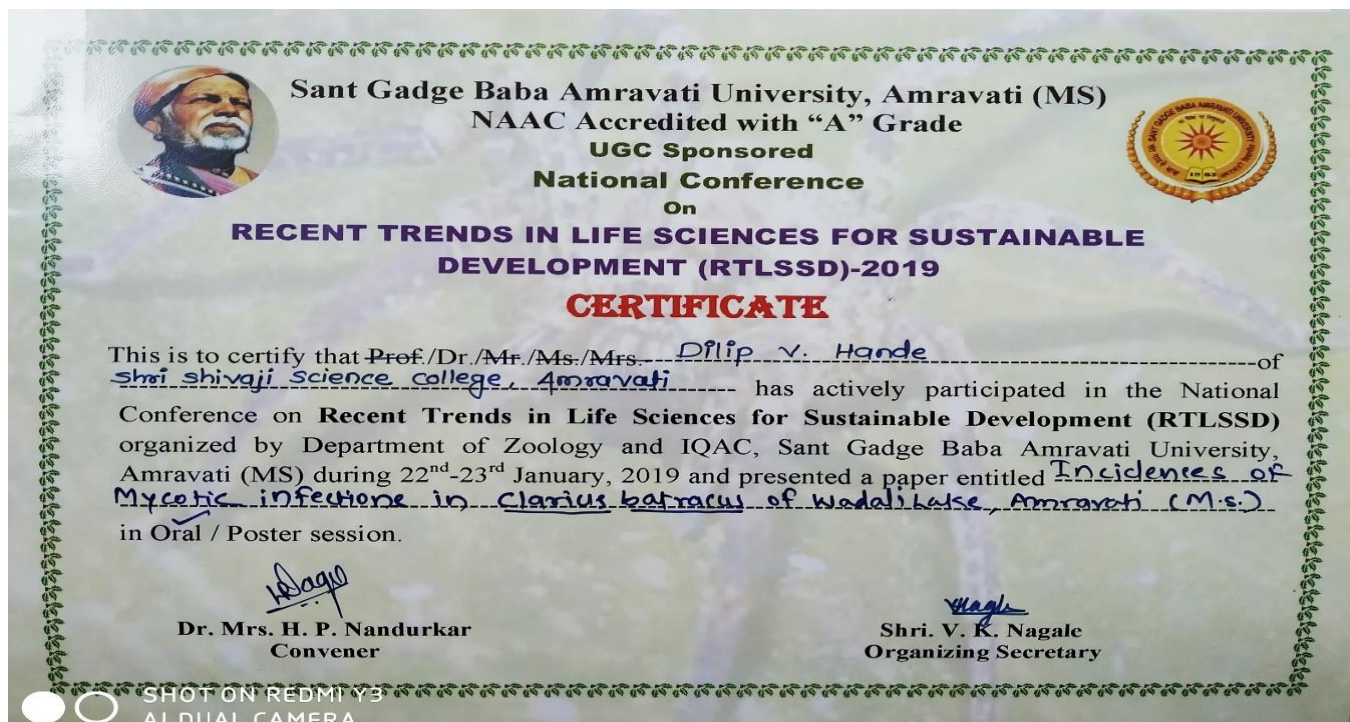 Sant Gadge Baba Amravati University, Amravati (MS)
NAAC Accredited with “A” Grade
UGC Sponsored
National Conference
On
RECENT TRENDS IN LIFE SCIENCES FOR SUSTAINABLE
DEVELOPMENT (RTLSSD)-2019
CERTIFICATE
This is to certify that Prof./Dr./Mr./Ms./Mrs. Dilip V. Hande of
Shri Shivaji Science College, Amravati has actively participated in the National
Conference on Recent Trends in Life Sciences for Sustainable Development (RTLSSD)
organized by Department of Zoology and IQAC, Sant Gadge Baba Amravati University,
Amravati (MS) during 22nd-23rd January, 2019 and presented a paper entitled Incidences of
Mycotic infections in Clarius batracus of Wadali Lake, Amravati (M.S.)
in Oral / Poster session.
Dr. Mrs. H. P. Nandurkar
Convener
Shri. V. K. Nagale
Organizing Secretary
SANT GADGE BABA AMRAVATI UNIVERSITY
SHOT ON REDMI Y3
AI DUAL CAMERA